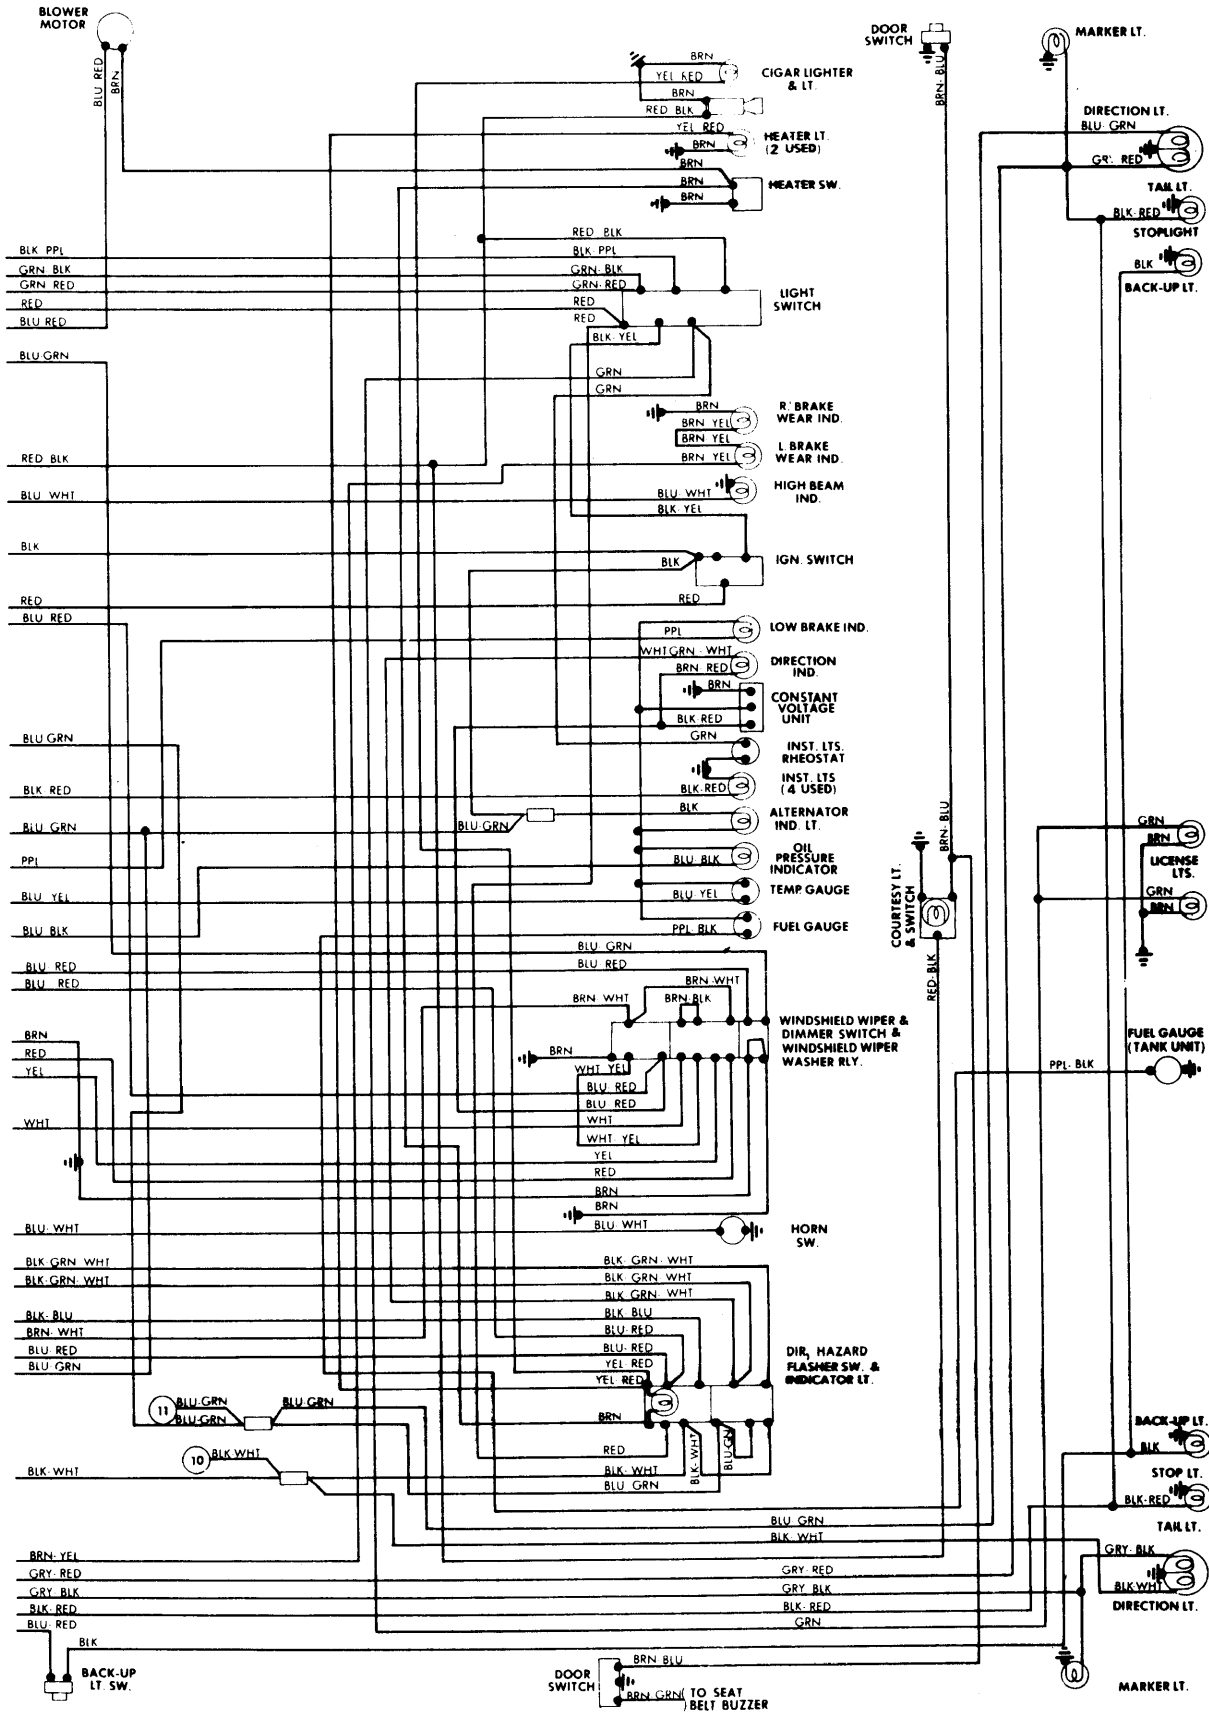 BLOWER
MOTOR
BLU RED
BRN
BRN
YEL RED
BRN
RED BLK
YEL RED
BRN
BRN
BRN
BRN
CIGAR LIGHTER
& LT.
HEATER LT.
(2 USED)
HEATER SW.
DOOR
SWITCH
BRN-BLU
MARKER LT.
DIRECTION LT.
BLU-GRN
RED
TAIL LT.
BLK-RED
STOPLIGHT
BLK
BACK-UP LT.
BLK PPL
GRN BLK
GRN RED
RED
BLU RED
BLU GRN
RED BLK
BLK-PPL
GRN-BLK
GRN-RED
RED
RED
BLK-YEL
GRN
GRN
LIGHT
SWITCH
BRN
BRN YEL
BRN YEL
BRN YEL
R. BRAKE
WEAR IND.
L. BRAKE
WEAR IND.
RED BLK
BLU WHT
BLU-WHT
BLK-YEL
HIGH BEAM
IND.
BLK
BLK
IGN. SWITCH
RED
RED
BLU RED
PPL
LOW BRAKE IND.
WHT GRN-WHT
BRN-RED
DIRECTION
IND.
BRN
BLK-RED
CONSTANT
VOLTAGE
UNIT
BLU GRN
GRN
INST. LTS.
RHEOSTAT
BLK RED
BLK-RED
INST. LTS
(4 USED)
BLK
BLU-GRN
ALTERNATOR
IND. LT.
BLU GRN
BLU BLK
OIL
PRESSURE
INDICATOR
PPL
BLU YEL
BLU YEL
TEMP GAUGE
BLU BLK
PPL-BLK
FUEL GAUGE
COURTESY LT.
& SWITCH
BRN-BLU
RED-BLK
GRN
BRN
LICENSE
LTS.
GRN
BRN
BLU GRN
BLU RED
BLU RED
BLU RED
BRN-WHT
BRN WHT
BRN-BLK
BRN
WHT YEL
BLU-RED
BLU RED
WHT
WHT YEL
YEL
RED
BRN
BRN
BLU-WHT
WINDSHIELD WIPER &
DIMMER SWITCH &
WINDSHIELD WIPER
WASHER RLY.
BRN
RED
YEL
WHT
FUEL GAUGE
(TANK UNIT)
PPL-BLK
BLU-WHT
HORN
SW.
BLK-GRN WHT
BLK-GRN-WHT
BLK-BLU
BRN-WHT
BLU-RED
BLU-GRN
BLK-GRN-WHT
BLK-GRN WHT
BLK GRN-WHT
BLK-BLU
BLU-RED
BLU-RED
YEL-RED
YEL RED
BRN
DIR, HAZARD
FLASHER SW. &
INDICATOR LT.
11
BLU-GRN
BLU-GRN
BLU-GRN
10
BLK-WHT
BLK-WHT
RED
BLK-WHT
BLU GRN
BLK-WHT
BLU-GN
BACK-UP LT.
BLK
STOP LT.
BLK-RED
TAIL LT.
BLU GRN
BLK-WHT
GRY-BLK
BLK-WHT
DIRECTION LT.
BRN-YEL
GRY-RED
GRY-BLK
BLK-RED
BLU-RED
GRY-RED
GRY BLK
BLK-RED
GRN
BLK
BACK-UP
LT. SW.
DOOR
SWITCH
BRN BLU
BRN GRN
(TO SEAT
BELT BUZZER
MARKER LT.